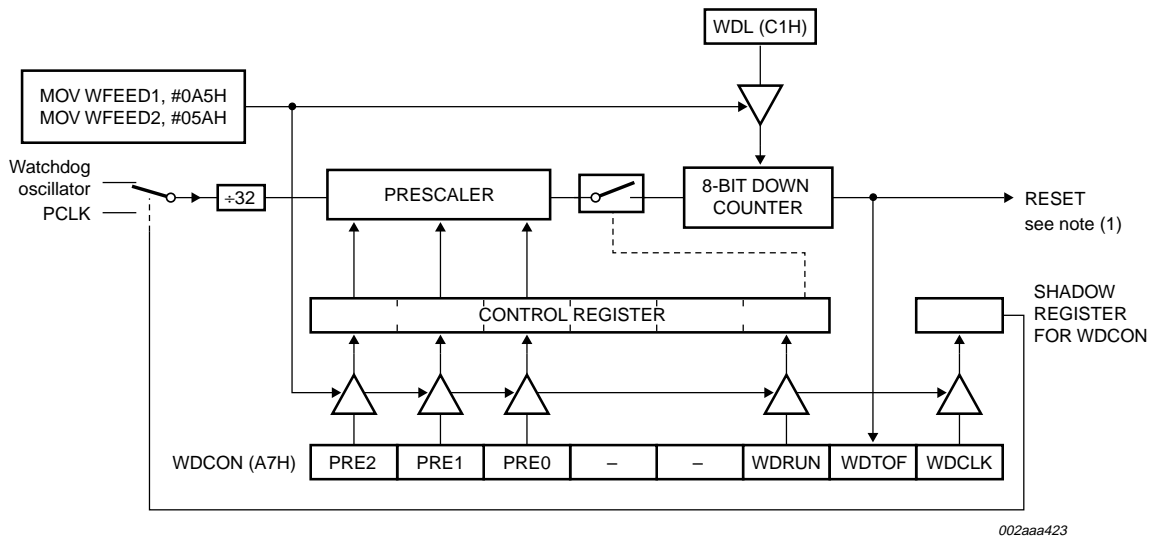 WDL (C1H)
MOV WFEED1, #0A5H
MOV WFEED2, #05AH
Watchdog
oscillator
PCLK
÷32
PRESCALER
8-BIT DOWN
COUNTER
RESET
see note (1)
CONTROL REGISTER
SHADOW
REGISTER
FOR WDCON
WDCON (A7H)
PRE2
PRE1
PRE0
–
–
WDRUN
WDTOF
WDCLK
002aaa423